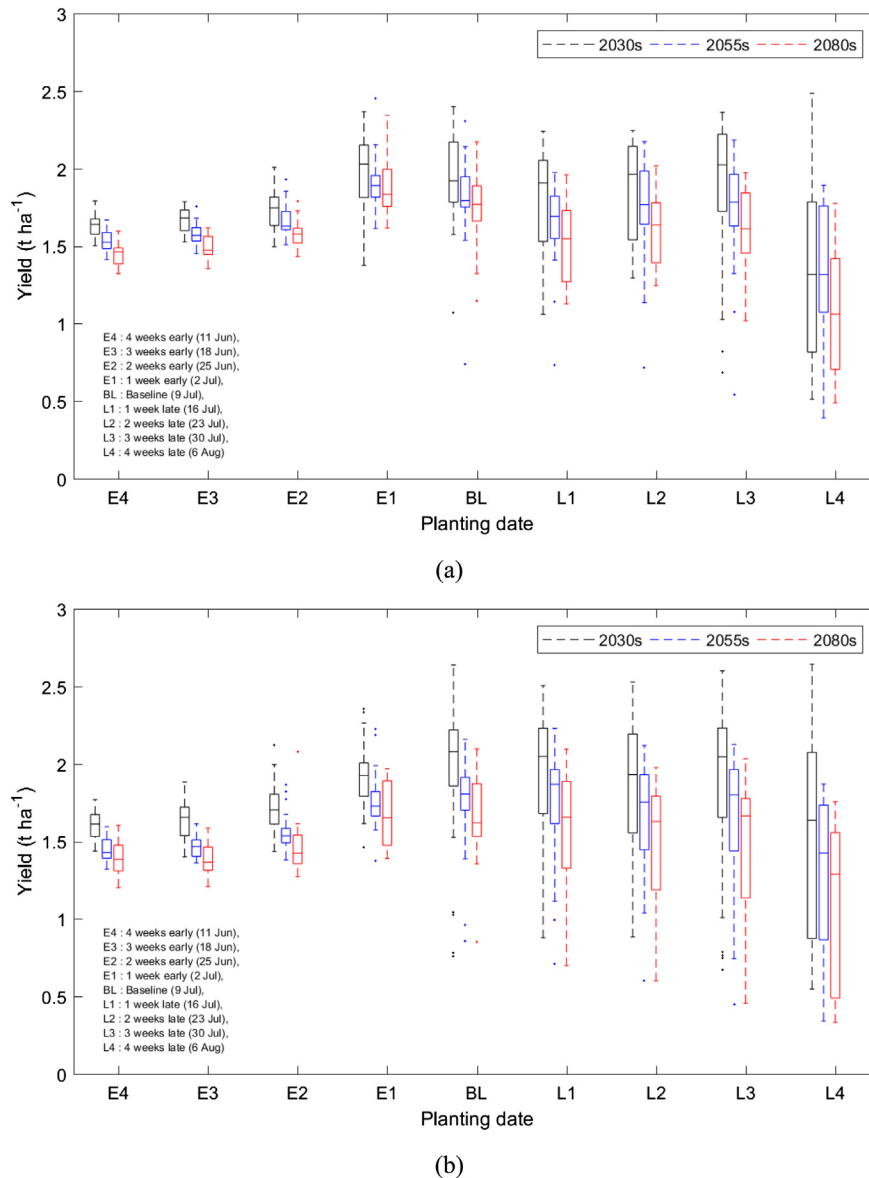 3
2030s 2055s 2080s
2.5
2
1.5
1
0.5
0
Yield (t ha-1)
E4 : 4 weeks early (11 Jun),
E3 : 3 weeks early (18 Jun),
E2 : 2 weeks early (25 Jun),
E1 : 1 week early (2 Jul),
BL : Baseline (9 Jul),
L1 : 1 week late (16 Jul),
L2 : 2 weeks late (23 Jul),
L3 : 3 weeks late (30 Jul),
L4 : 4 weeks late (6 Aug)
E4 E3 E2 E1 BL L1 L2 L3 L4
Planting date
(a)
3
2030s 2055s 2080s
2.5
2
1.5
1
0.5
0
Yield (t ha-1)
E4 : 4 weeks early (11 Jun),
E3 : 3 weeks early (18 Jun),
E2 : 2 weeks early (25 Jun),
E1 : 1 week early (2 Jul),
BL : Baseline (9 Jul),
L1 : 1 week late (16 Jul),
L2 : 2 weeks late (23 Jul),
L3 : 3 weeks late (30 Jul),
L4 : 4 weeks late (6 Aug)
E4 E3 E2 E1 BL L1 L2 L3 L4
Planting date
(b)